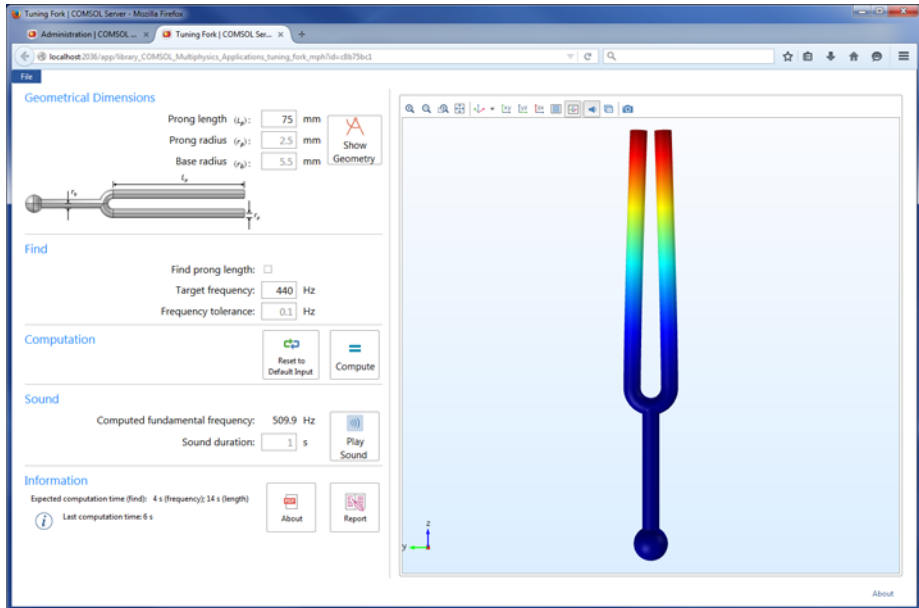 Tuning Fork | COMSOL Server - Mozilla Firefox
Administration | COMSOL ...
Tuning Fork | COMSOL Ser...
localhost:2036/app/library_COMSOL_Multiphysics_Applications_tuning_fork_mph?id=c8b75bc1
File
Geometrical Dimensions
Prong length (Lp): 75 mm
Prong radius (rp): 2.5 mm
Base radius (rb): 5.5 mm
Show Geometry
Lp
rb
rp
Find
Find prong length:
Target frequency: 440 Hz
Frequency tolerance: 0.1 Hz
Computation
Reset to Default Input
Compute
Sound
Computed fundamental frequency: 509.9 Hz
Sound duration: 1 s
Play Sound
Information
Expected computation time (find): 4 s (frequency); 14 s (length)
Last computation time: 6 s
PDF
About
Report
z
y
About